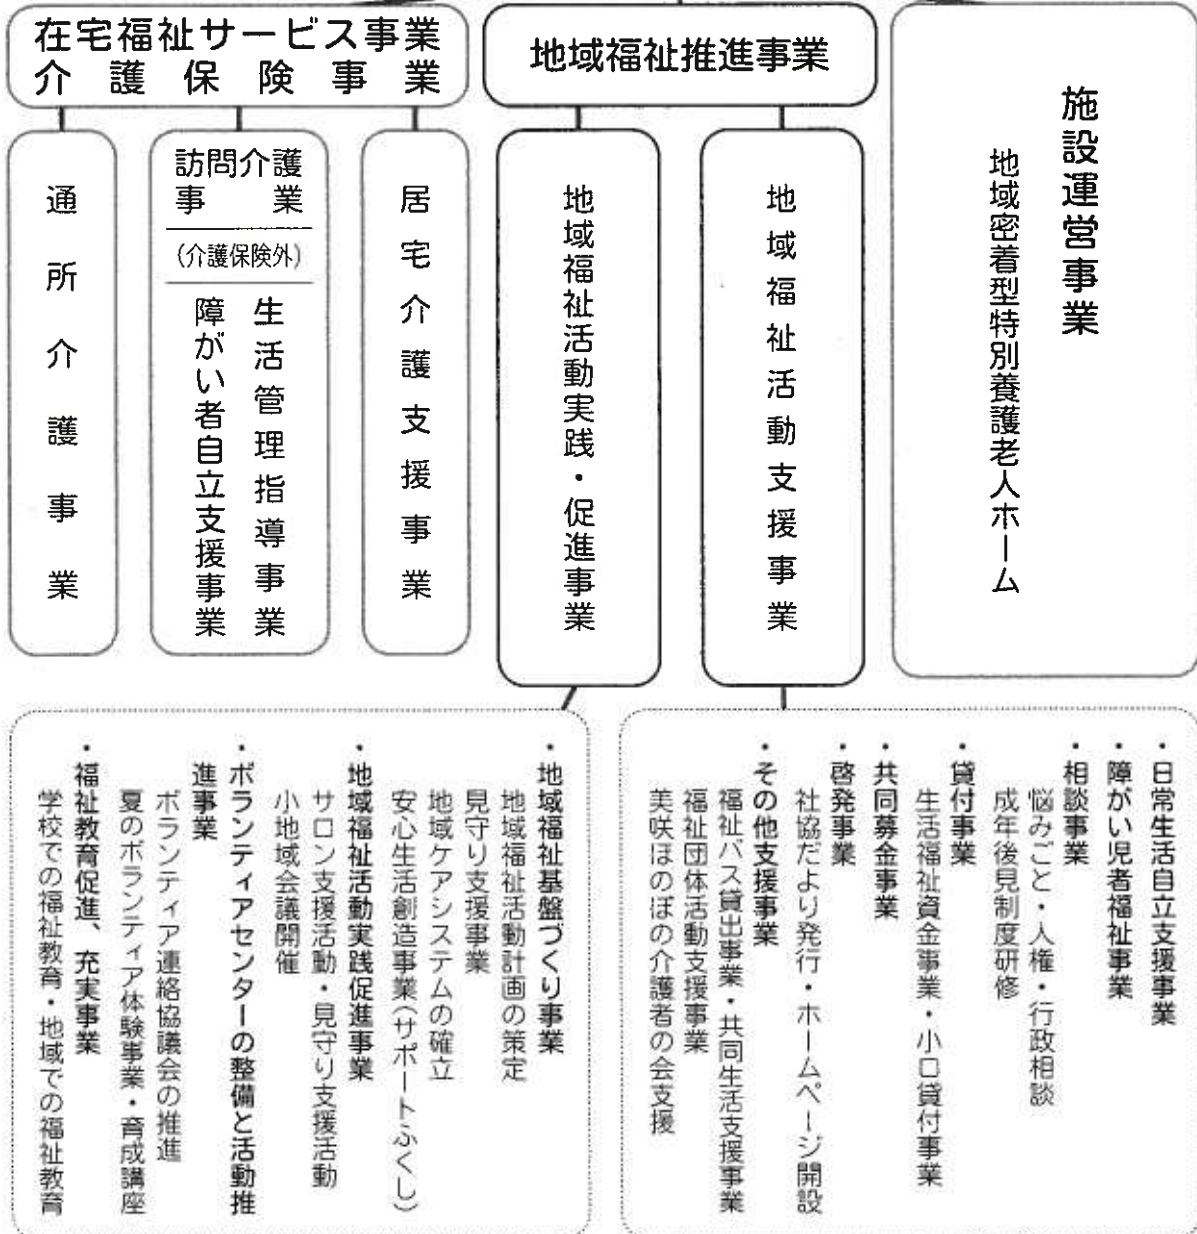 在宅福祉サービス事業
介護保険事業
地域福祉推進事業
施設運営事業
地域密着型特別養護老人ホーム
通所介護事業
訪問介護
事業
(介護保険外)
生活管理指導事業
障がい者自立支援事業
居宅介護支援事業
地域福祉活動実践・促進事業
地域福祉活動支援事業
・日常生活自立支援事業
・障がい児者福祉事業
・相談事業
悩みごと・人権・行政相談
成年後見制度研修
・貸付事業
生活福祉資金事業・小口貸付事業
・共同募金事業
・啓発事業
社協だより発行・ホームページ開設
・その他支援事業
福祉バス貸出事業・共同生活支援事業
福祉団体活動支援事業
美咲ほのぼの介護者の会支援
・地域福祉基盤づくり事業
地域福祉活動計画の策定
見守り支援事業
地域ケアシステムの確立
安心生活創造事業(サポートふくし)
・地域福祉活動実践促進事業
サロン支援活動・見守り支援活動
小地域会議開催
・ボランティアセンターの整備と活動推
進事業
ボランティア連絡協議会の推進
夏のボランティア体験事業・育成講座
・福祉教育促進、充実事業
学校での福祉教育・地域での福祉教育